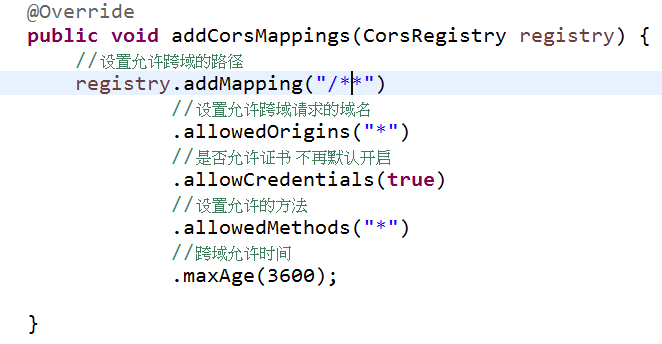 @Override
public void addCorsMappings(CorsRegistry registry) {
//设置允许跨域的路径
registry.addMapping("/**")
//设置允许跨域请求的域名
.allowedOrigins("*")
//是否允许证书 不再默认开启
.allowCredentials(true)
//设置允许的方法
.allowedMethods("*")
//跨域允许时间
.maxAge(3600);
}